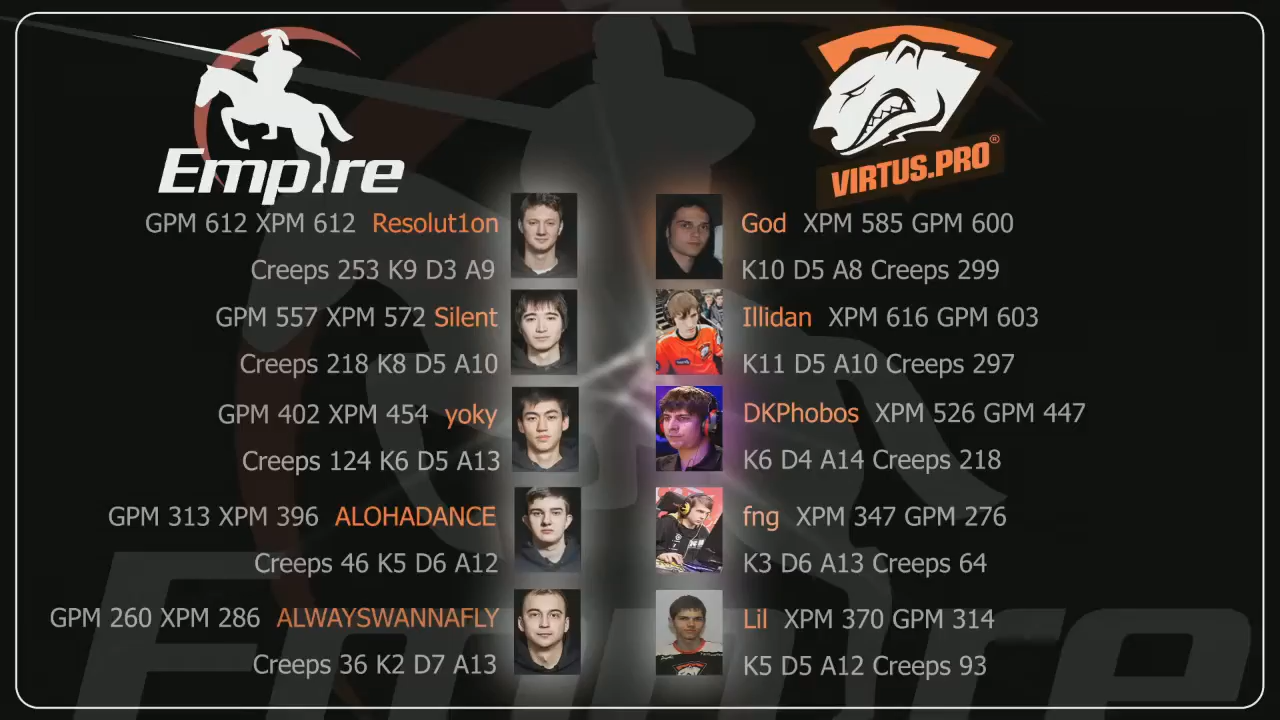 Empire
VIRTUS.PRO®
GPM 612 XPM 612 Resolut1on
Creeps 253 K9 D3 A9
GPM 557 XPM 572 Silent
Creeps 218 K8 D5 A10
GPM 402 XPM 454 yoky
Creeps 124 K6 D5 A13
GPM 313 XPM 396 ALOHADANCE
Creeps 46 K5 D6 A12
GPM 260 XPM 286 ALWAYSWANNAFLY
Creeps 36 K2 D7 A13
God XPM 585 GPM 600
K10 D5 A8 Creeps 299
Illidan XPM 616 GPM 603
K11 D5 A10 Creeps 297
DKPhobos XPM 526 GPM 447
K6 D4 A14 Creeps 218
fng XPM 347 GPM 276
K3 D6 A13 Creeps 64
Lil XPM 370 GPM 314
K5 D5 A12 Creeps 93
Empire